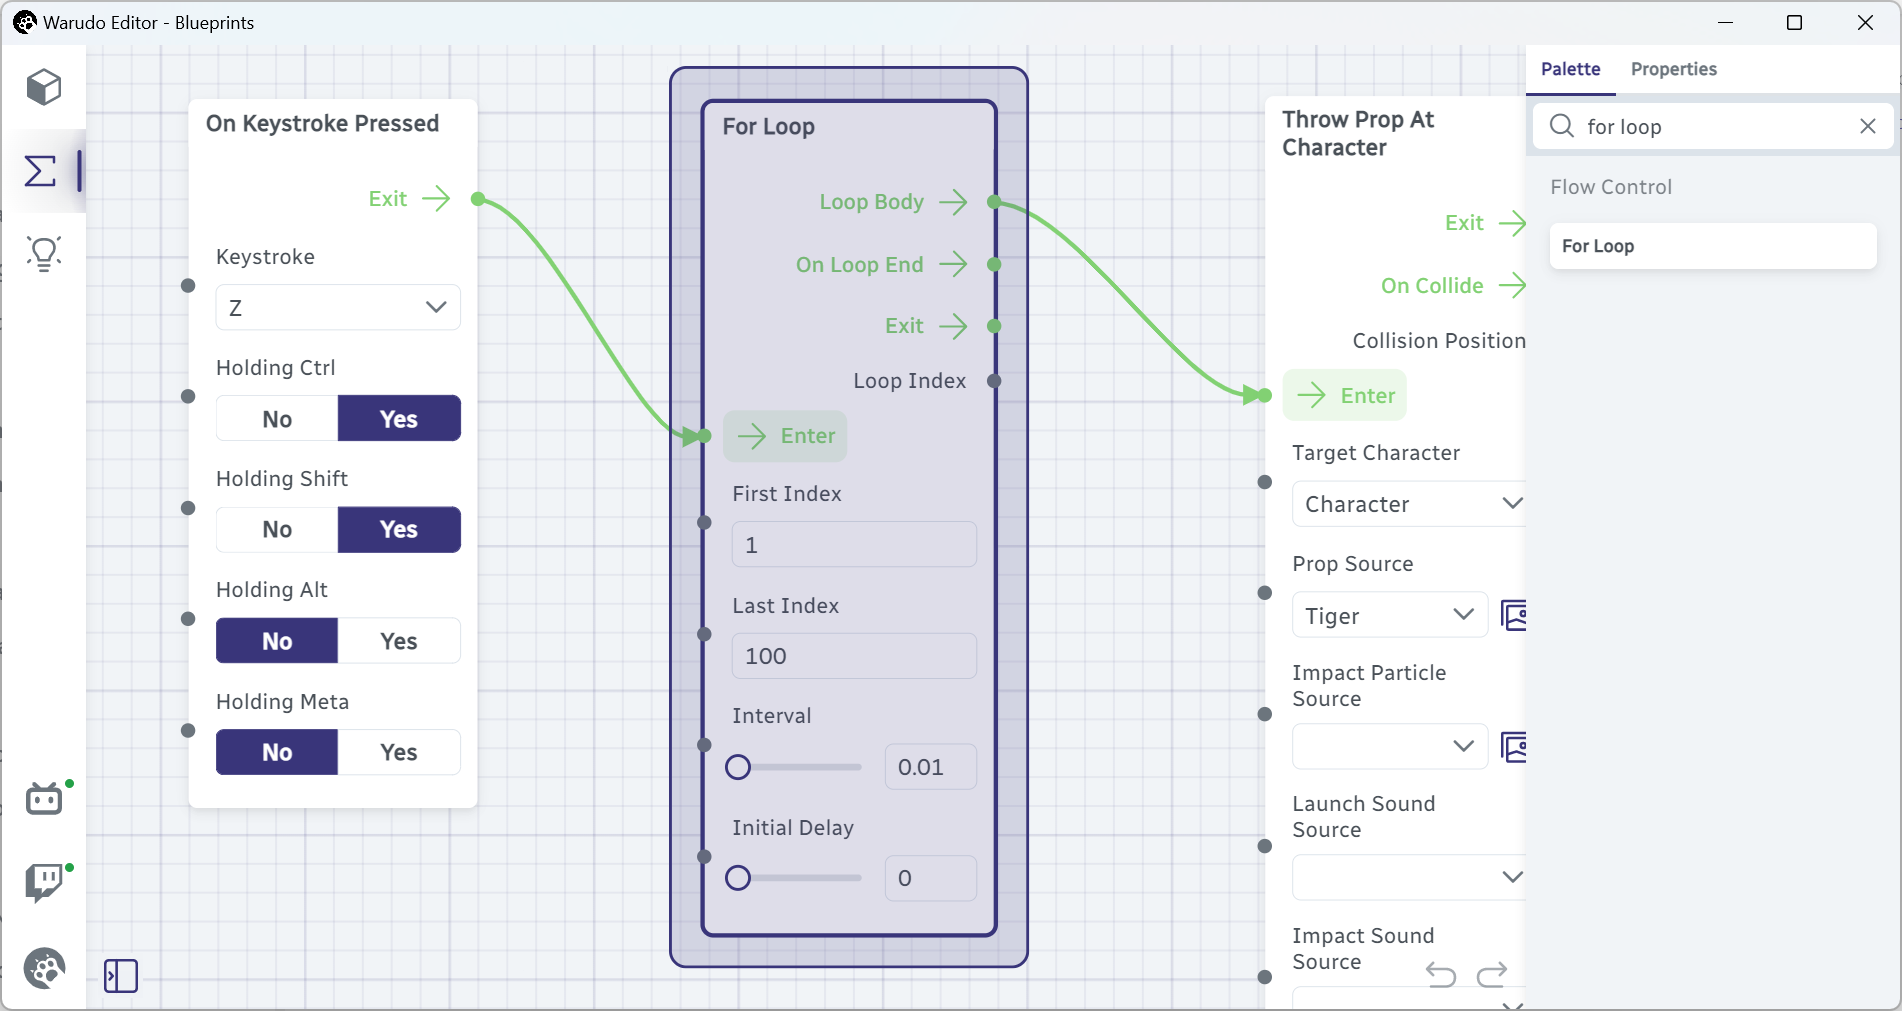 Warudo Editor - Blueprints
On Keystroke Pressed
Exit
Keystroke
Z
Holding Ctrl
No Yes
Holding Shift
No Yes
Holding Alt
No Yes
Holding Meta
No Yes
For Loop
Loop Body
On Loop End
Exit
Loop Index
Enter
First Index
1
Last Index
100
Interval
0.01
Initial Delay
0
Throw Prop At
Character
Exit
On Collide
Collision Position
Enter
Target Character
Character
Prop Source
Tiger
Impact Particle
Source
Launch Sound
Source
Impact Sound
Source
Palette Properties
for loop
Flow Control
For Loop